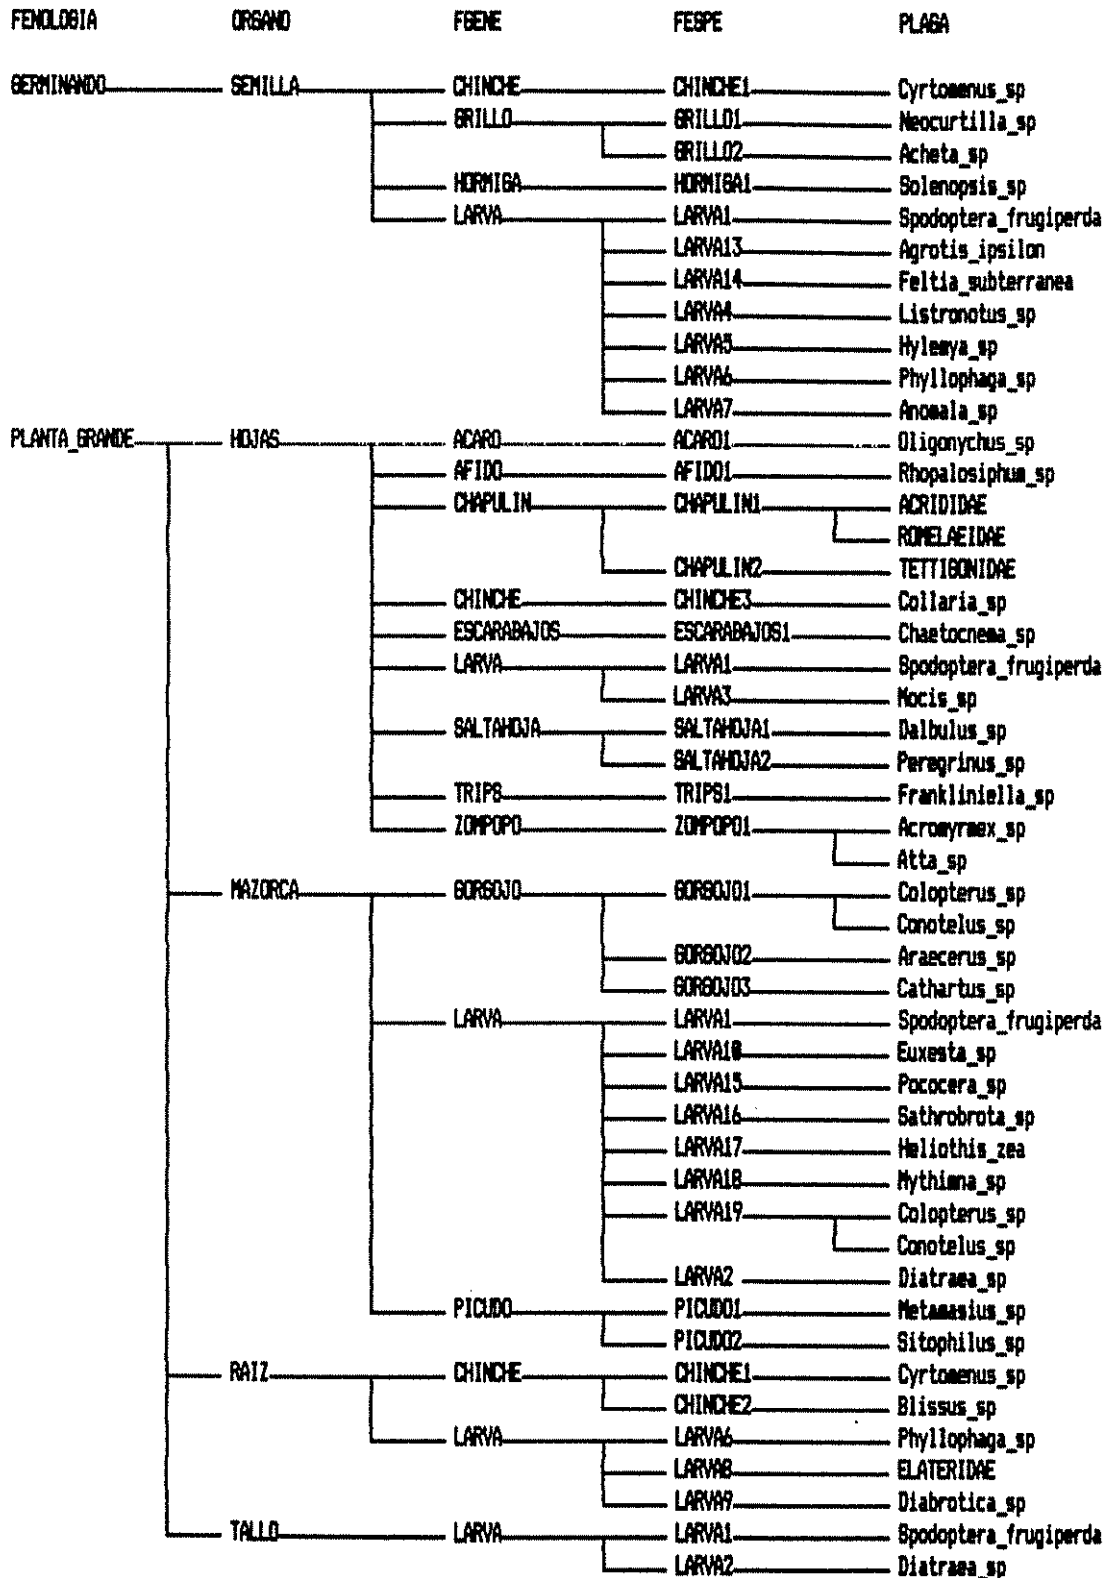 FENOLOGIA ORGANO FGENE FESPE PLAGA
GERMINANDO SEMILLA CHINCHE CHINCHE1 Cyrtomenus_sp
GRILLO GRILLO1 Neocurtilla_sp
GRILLO2 Acheta_sp
HORMIGA HORMIGA1 Solenopsis_sp
LARVA LARVA1 Spodoptera_frugiperda
LARVA13 Agrotis_ipsilon
LARVA14 Feltia_subterranea
LARVA4 Listronotus_sp
LARVA5 Hylemya_sp
LARVA6 Phyllophaga_sp
LARVA7 Anomala_sp
PLANTA_GRANDE HOJAS ACARO ACARO1 Oligonychus_sp
AFIDO AFIDO1 Rhopalosiphum_sp
CHAPULIN CHAPULIN1 ACRIDIDAE
ROMELAEIDAE
CHAPULIN2 TETTIGONIDAE
CHINCHE CHINCHE3 Collaria_sp
ESCARABAJOS ESCARABAJOS1 Chaetocnema_sp
LARVA LARVA1 Spodoptera_frugiperda
LARVA3 Mocis_sp
SALTAHOJA SALTAHOJA1 Dalbulus_sp
SALTAHOJA2 Peregrinus_sp
TRIPS TRIPS1 Frankliniella_sp
ZOMPOPO ZOMPOPO1 Acromyrmex_sp
Atta_sp
MAZORCA GORGOJO GORGOJO1 Colopterus_sp
Conotelus_sp
GORGOJO2 Araecerus_sp
GORGOJO3 Cathartus_sp
LARVA LARVA1 Spodoptera_frugiperda
LARVA10 Euxesta_sp
LARVA15 Pococera_sp
LARVA16 Sathrobrota_sp
LARVA17 Heliothis_zea
LARVA18 Mythimna_sp
LARVA19 Colopterus_sp
Conotelus_sp
LARVA2 Diatraea_sp
PICUDO PICUDO1 Metamasius_sp
PICUDO2 Sitophilus_sp
RAIZ CHINCHE CHINCHE1 Cyrtomenus_sp
CHINCHE2 Blissus_sp
LARVA LARVA6 Phyllophaga_sp
LARVA8 ELATERIDAE
LARVA9 Diabrotica_sp
TALLO LARVA LARVA1 Spodoptera_frugiperda
LARVA2 Diatraea_sp